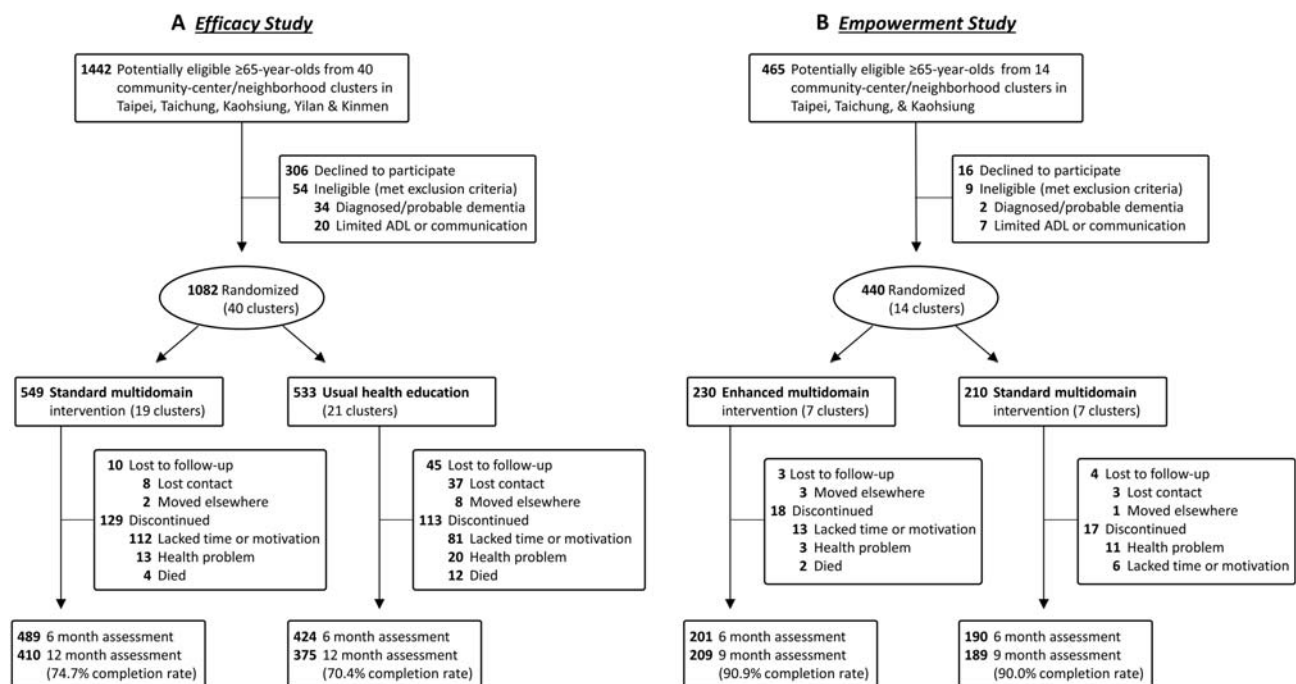 A Efficacy Study
1442 Potentially eligible ≥65-year-olds from 40
community-center/neighborhood clusters in
Taipei, Taichung, Kaohsiung, Yilan & Kinmen
306 Declined to participate
54 Ineligible (met exclusion criteria)
34 Diagnosed/probable dementia
20 Limited ADL or communication
1082 Randomized
(40 clusters)
549 Standard multidomain
intervention (19 clusters)
533 Usual health education
(21 clusters)
10 Lost to follow-up
8 Lost contact
2 Moved elsewhere
129 Discontinued
112 Lacked time or motivation
13 Health problem
4 Died
45 Lost to follow-up
37 Lost contact
8 Moved elsewhere
113 Discontinued
81 Lacked time or motivation
20 Health problem
12 Died
489 6 month assessment
410 12 month assessment
(74.7% completion rate)
424 6 month assessment
375 12 month assessment
(70.4% completion rate)
B Empowerment Study
465 Potentially eligible ≥65-year-olds from 14
community-center/neighborhood clusters in
Taipei, Taichung, & Kaohsiung
16 Declined to participate
9 Ineligible (met exclusion criteria)
2 Diagnosed/probable dementia
7 Limited ADL or communication
440 Randomized
(14 clusters)
230 Enhanced multidomain
intervention (7 clusters)
210 Standard multidomain
intervention (7 clusters)
3 Lost to follow-up
3 Moved elsewhere
18 Discontinued
13 Lacked time or motivation
3 Health problem
2 Died
4 Lost to follow-up
3 Lost contact
1 Moved elsewhere
17 Discontinued
11 Health problem
6 Lacked time or motivation
201 6 month assessment
209 9 month assessment
(90.9% completion rate)
190 6 month assessment
189 9 month assessment
(90.0% completion rate)